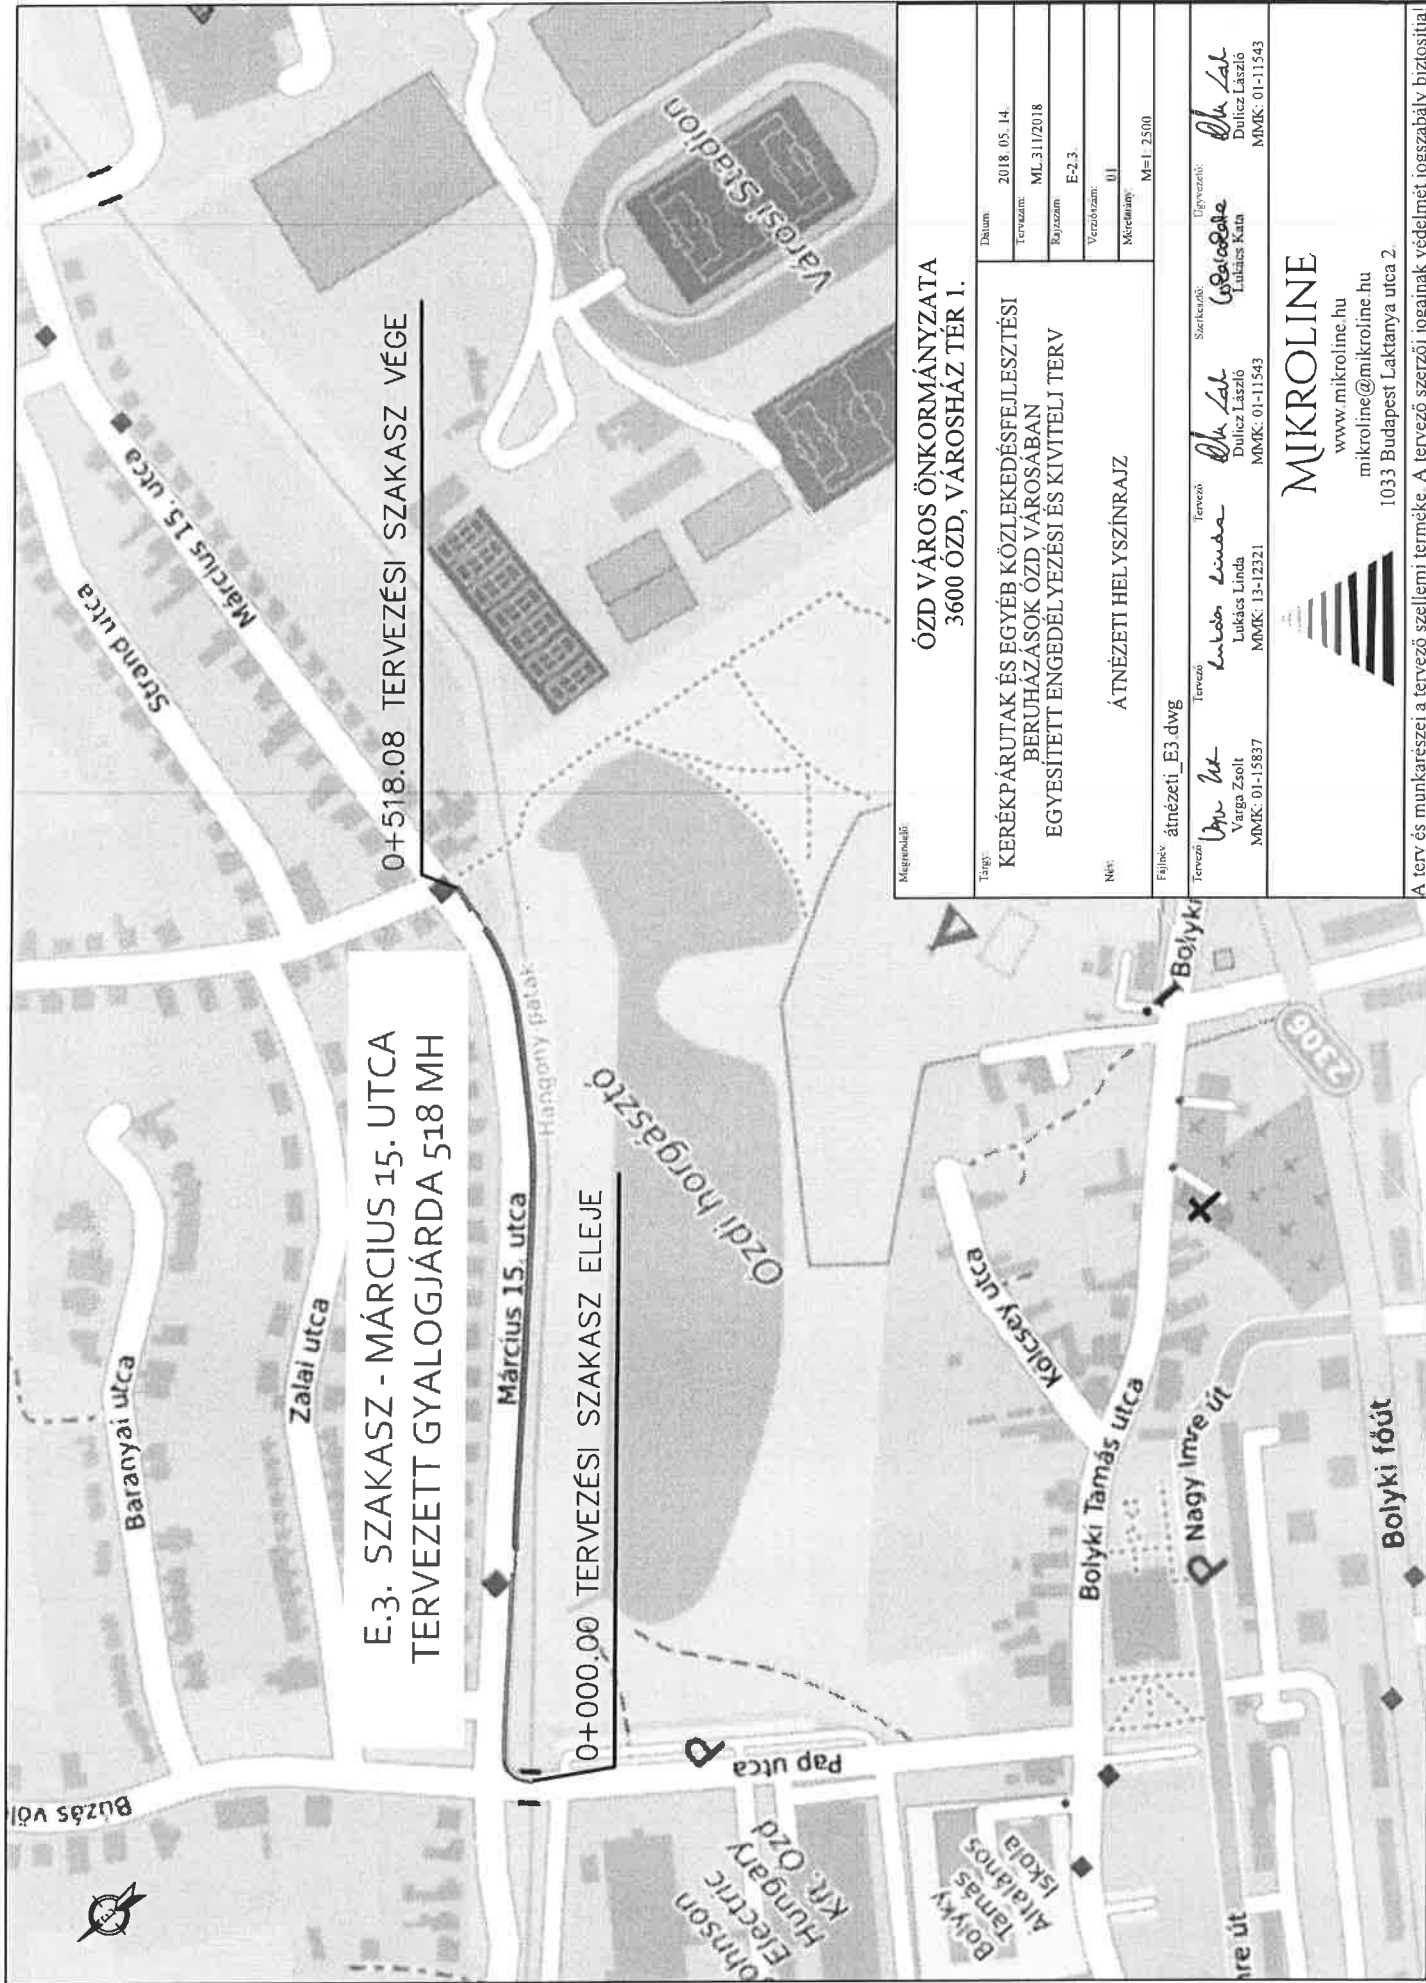 Város Stadion
Március 15. utca
Strand utca
0+518.08 TERVEZÉSI SZAKASZ VÉGE
E.3. SZAKASZ - MÁRCIUS 15. UTCA
TERVEZETT GYALOGJÁRDA 518 MH
Baranyai utca
Zalai utca
Március 15. utca
Hangony patak
Ózdi horgásztó
0+000.00 TERVEZÉSI SZAKASZ ELEJE
Buzás völ
Pap utca
P
ohnson
Electric
Hungary
Kft. Ózd
Bolyky
Tamás
Általános
Iskola
Kölcsey utca
Bolyki Tamás utca
Nagy Imre út
P
Bolyki főút
Bolyki
2306
re út
Megrendelő:
ÓZD VÁROS ÖNKORMÁNYZATA
3600 ÓZD, VÁROSHÁZ TÉR 1.
Tárgy:
KERÉKPÁRUTAK ÉS EGYÉB KÖZLEKEDÉSFEJLESZTÉSI
BERUHÁZÁSOK ÓZD VÁROSÁBAN
EGYESÍTETT ENGEDÉLYEZÉSI ÉS KIVITELI TERV
Dátum: 2018. 05. 14.
Tervszám: ML311/2018
Rajzszám E-2.3.
Verziószám: 01
Méretarány: M=1: 2500
Név:
ÁTNÉZETI HELYSZÍNRAJZ
Fájlnév: átnézeti_E3.dwg
Tervező Tervező Tervező Szerkesztő: Ügyvezető:
Varga Zsolt Lukács Linda Dulicz László Lukács Kata Dulicz László
MMK: 01-15837 MMK: 13-12321 MMK: 01-11543 MMK: 01-11543
MIKROLINE
www.mikroline.hu
mikroline@mikroline.hu
1033 Budapest Laktanya utca 2.
A terv és munkarészei a tervező szellemi terméke. A tervező szerzői jogainak védelmét jogszabály biztosítja!